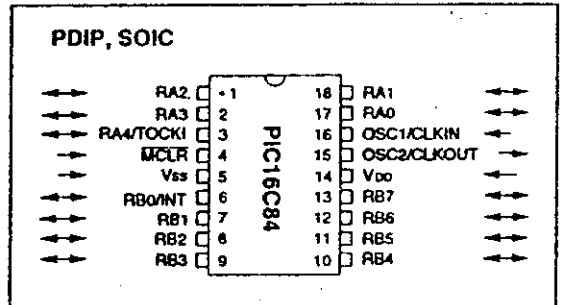 PDIP, SOIC
RA2 1 18 RA1
RA3 2 17 RA0
RA4/T0CKI 3 16 OSC1/CLKIN
MCLR 4 15 OSC2/CLKOUT
Vss 5 14 VDD
RB0/INT 6 13 RB7
RB1 7 12 RB6
RB2 8 11 RB5
RB3 9 10 RB4
PIC16C84